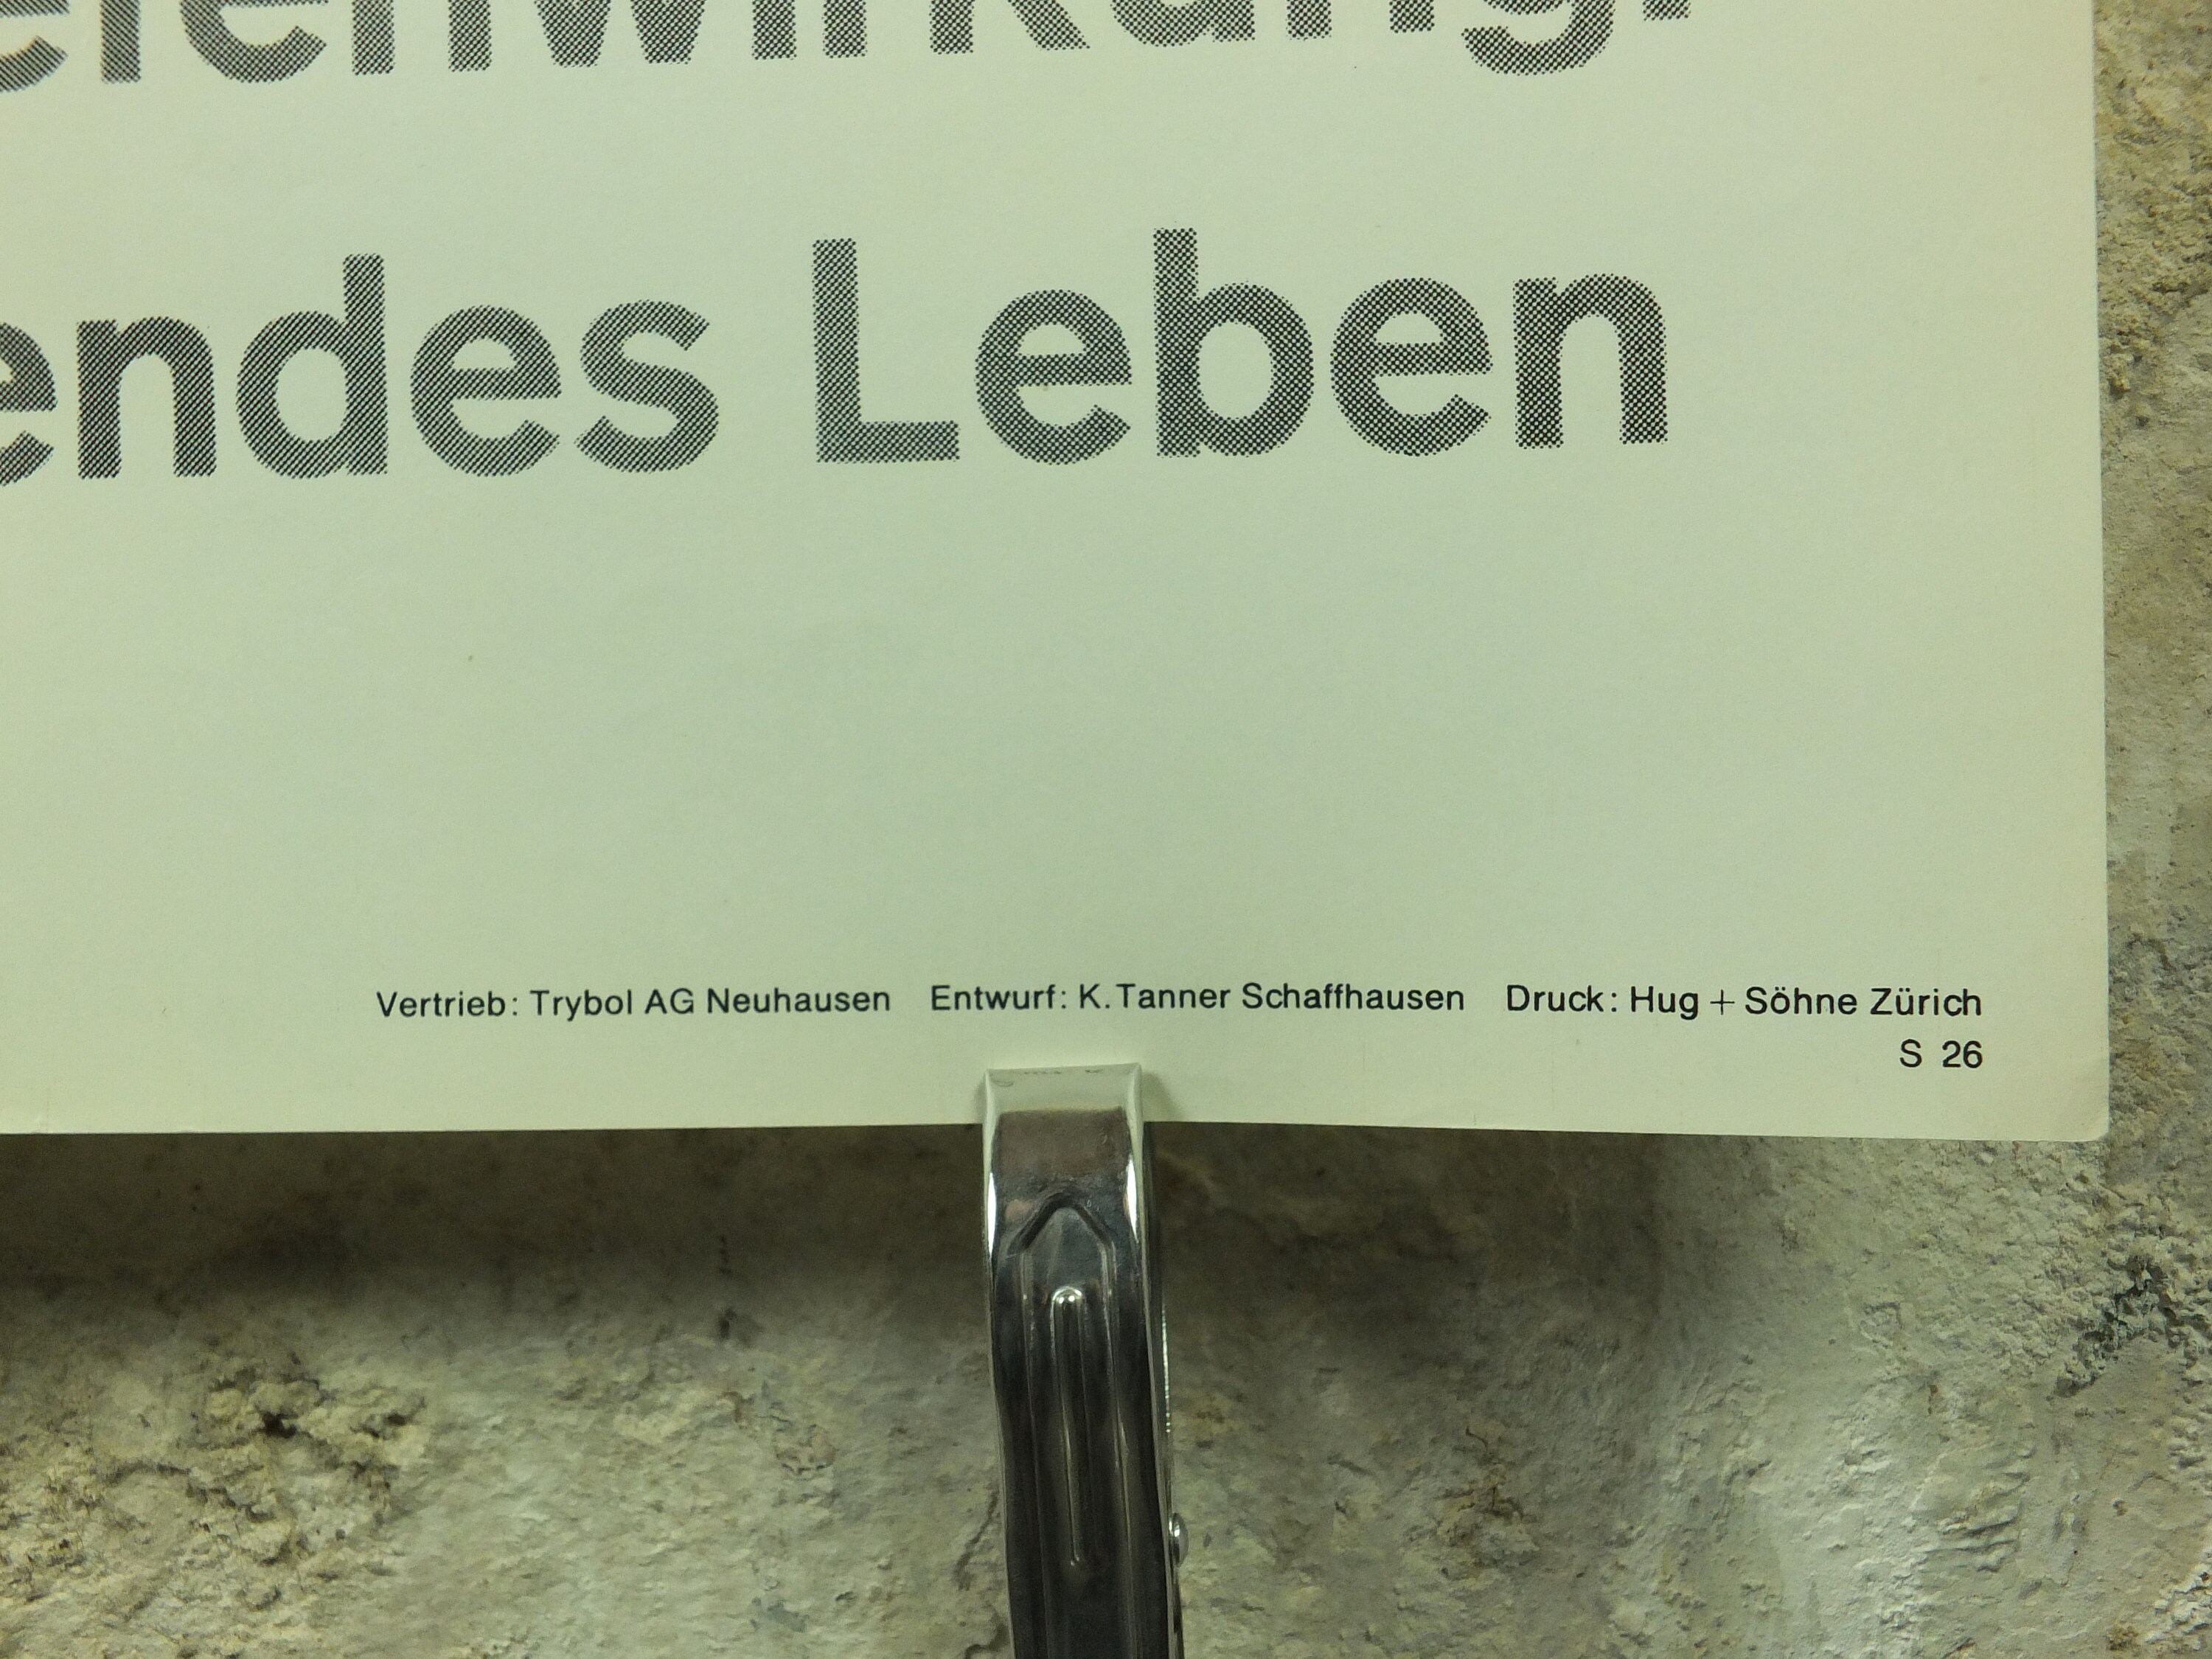 endes Leben
Vertrieb: Trybol AG Neuhausen Entwurf: K. Tanner Schaffhausen Druck: Hug + Söhne Zürich
S 26